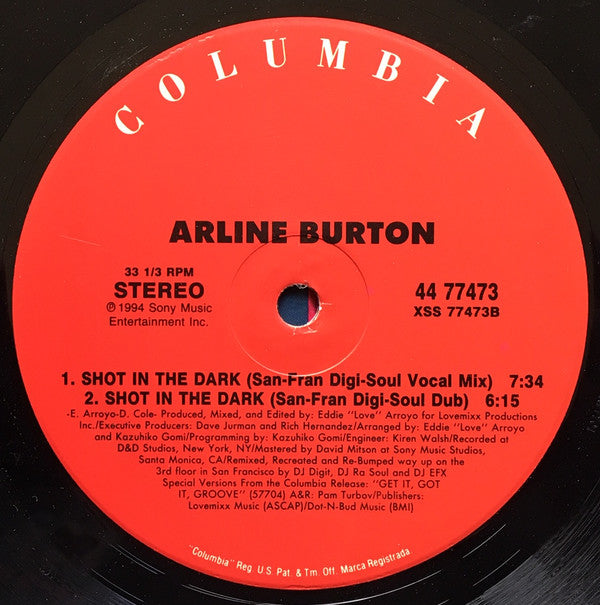 COLUMBIA
ARLINE BURTON
33 1/3 RPM
STEREO
℗1994 Sony Music
Entertainment Inc.
44 77473
XSS 77473B
1. SHOT IN THE DARK (San-Fran Digi-Soul Vocal Mix) 7:34
2. SHOT IN THE DARK (San-Fran Digi-Soul Dub) 6:15
-E. Arroyo-D. Cole- Produced, Mixed, and Edited by: Eddie "Love" Arroyo for Lovemixx Productions
Inc./Executive Producers: Dave Jurman and Rich Hernandez/Arranged by: Eddie "Love" Arroyo
and Kazuhiko Gomi/Programming by: Kazuhiko Gomi/Engineer: Kiren Walsh/Recorded at
D&D Studios, New York, NY/Mastered by David Mitson at Sony Music Studios,
Santa Monica, CA/Remixed, Recreated and Re-Bumped way up on the
3rd floor in San Francisco by DJ Digit, DJ Ra Soul and DJ EFX
Special Versions From the Columbia Release: "GET IT, GOT
IT, GROOVE" (57704) A&R: Pam Turbov/Publishers:
Lovemixx Music (ASCAP)/Dot-N-Bud Music (BMI)
"Columbia" Reg. U.S. Pat. & Tm. Off. Marca Registrada.